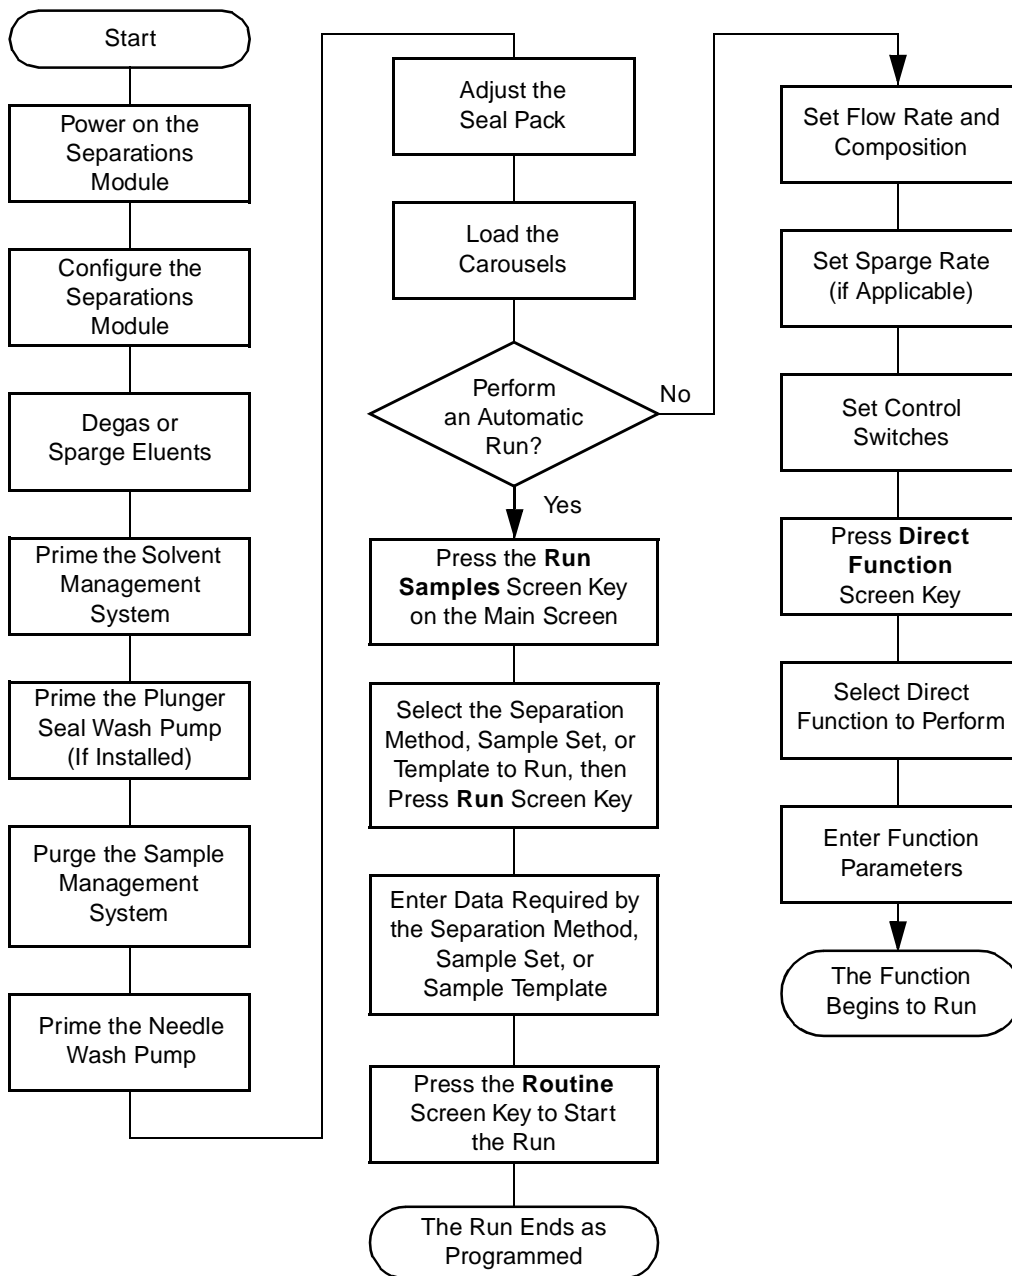 Start
Power on the
Separations
Module
Configure the
Separations
Module
Degas or
Sparge Eluents
Prime the Solvent
Management
System
Prime the Plunger
Seal Wash Pump
(If Installed)
Purge the Sample
Management
System
Prime the Needle
Wash Pump
Adjust the
Seal Pack
Load the
Carousels
Perform
an Automatic
Run?
No
Yes
Press the Run
Samples Screen Key
on the Main Screen
Select the Separation
Method, Sample Set, or
Template to Run, then
Press Run Screen Key
Enter Data Required by
the Separation Method,
Sample Set, or
Sample Template
Press the Routine
Screen Key to Start
the Run
The Run Ends as
Programmed
Set Flow Rate and
Composition
Set Sparge Rate
(if Applicable)
Set Control
Switches
Press Direct
Function
Screen Key
Select Direct
Function to Perform
Enter Function
Parameters
The Function
Begins to Run